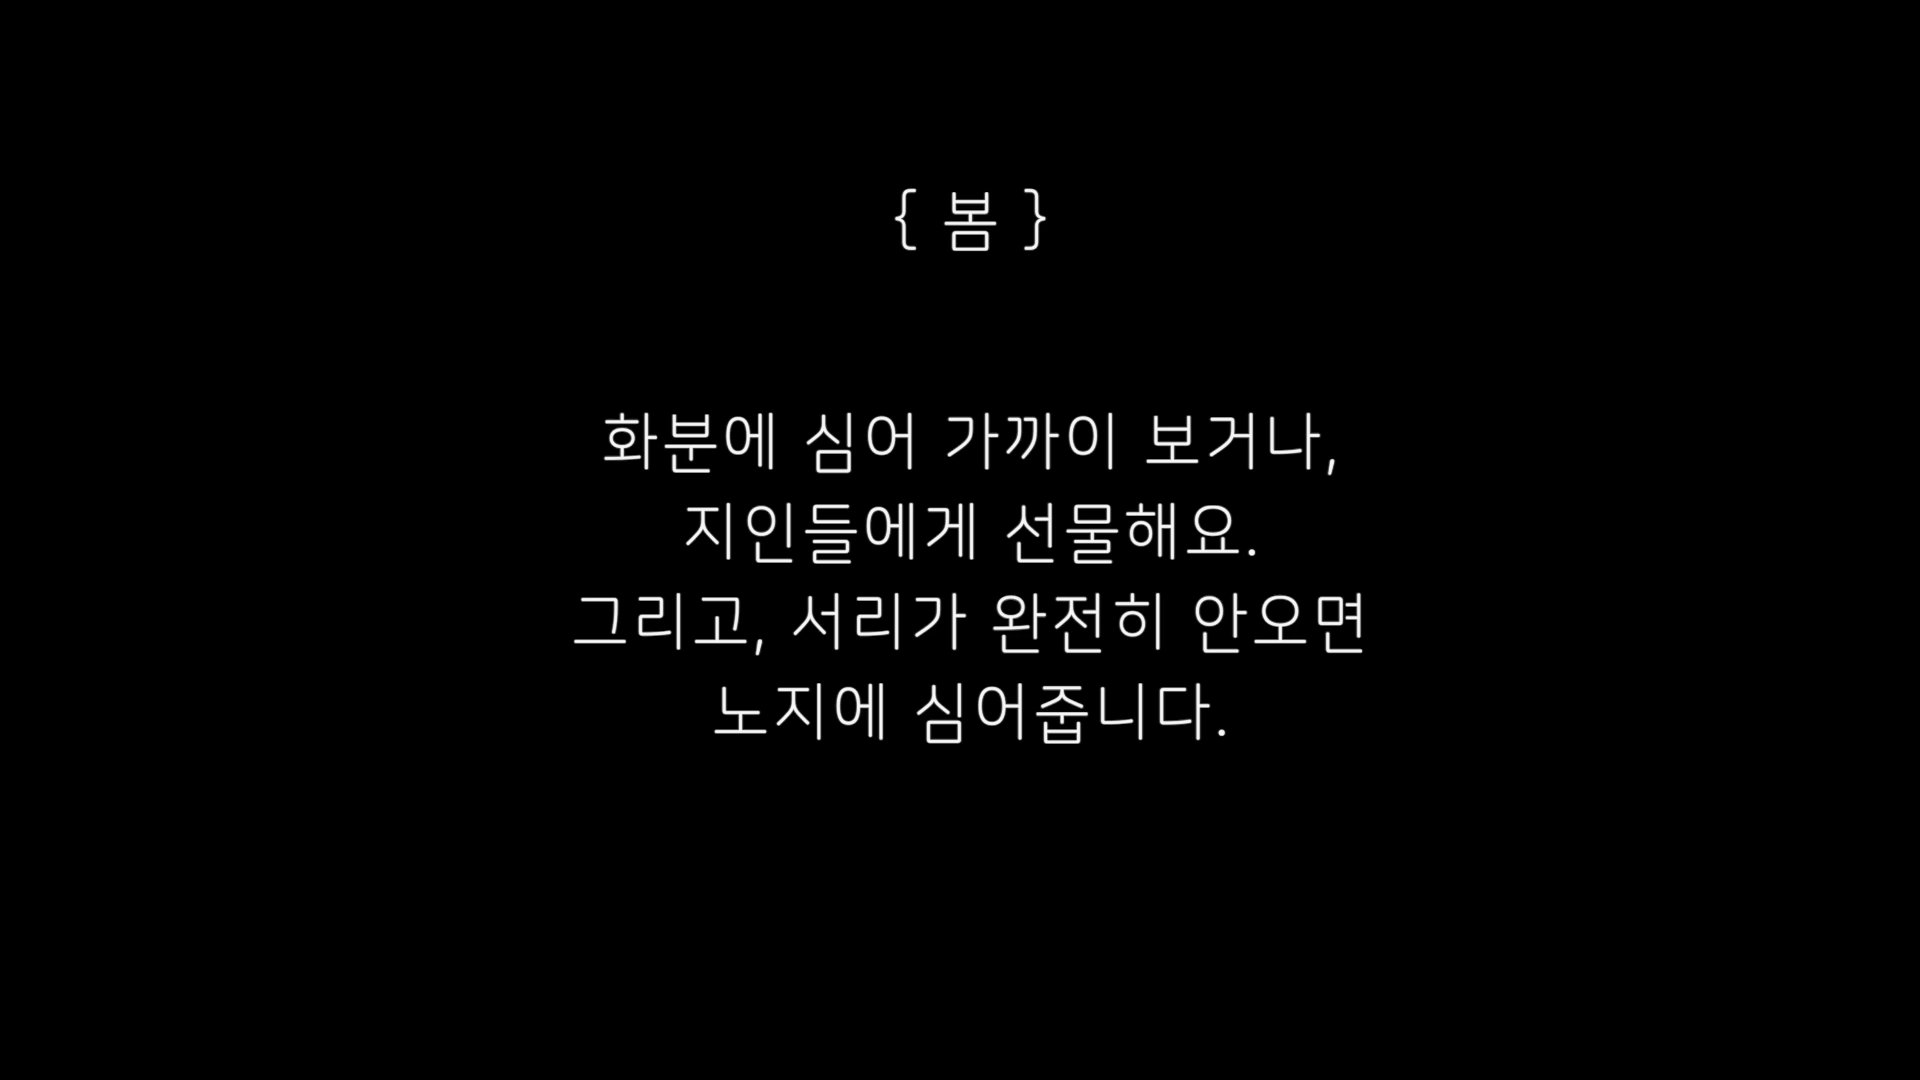 { 봄 }
화분에 심어 가까이 보거나,
지인들에게 선물해요.
그리고, 서리가 완전히 안오면
노지에 심어줍니다.